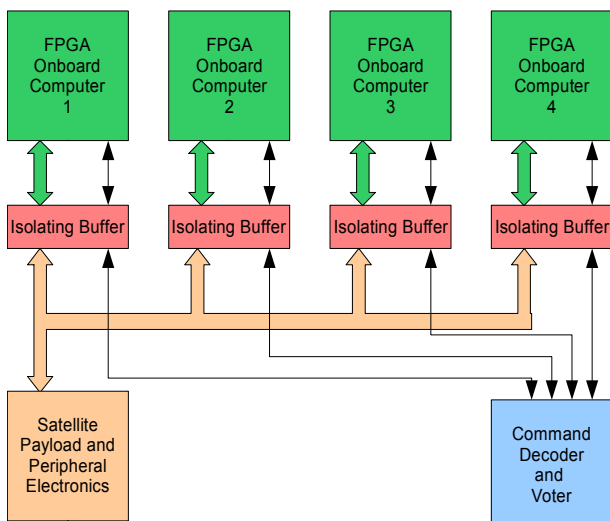 FPGA
Onboard
Computer
1
FPGA
Onboard
Computer
2
FPGA
Onboard
Computer
3
FPGA
Onboard
Computer
4
Isolating Buffer
Isolating Buffer
Isolating Buffer
Isolating Buffer
Satellite
Payload and
Peripheral
Electronics
Command
Decoder
and
Voter